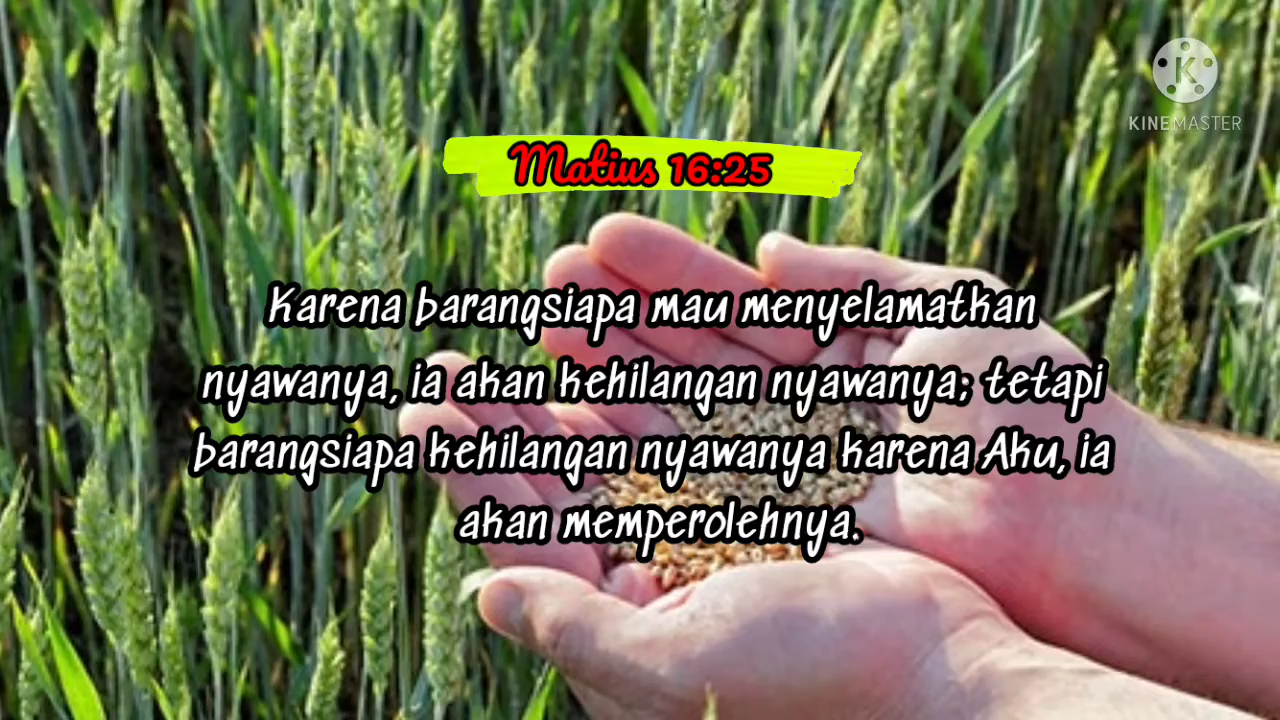 KINEMASTER
Matius 16:25
Karena barangsiapa mau menyelamatkan
nyawanya, ia akan kehilangan nyawanya; tetapi
barangsiapa kehilangan nyawanya karena Aku, ia
akan memperolehnya.